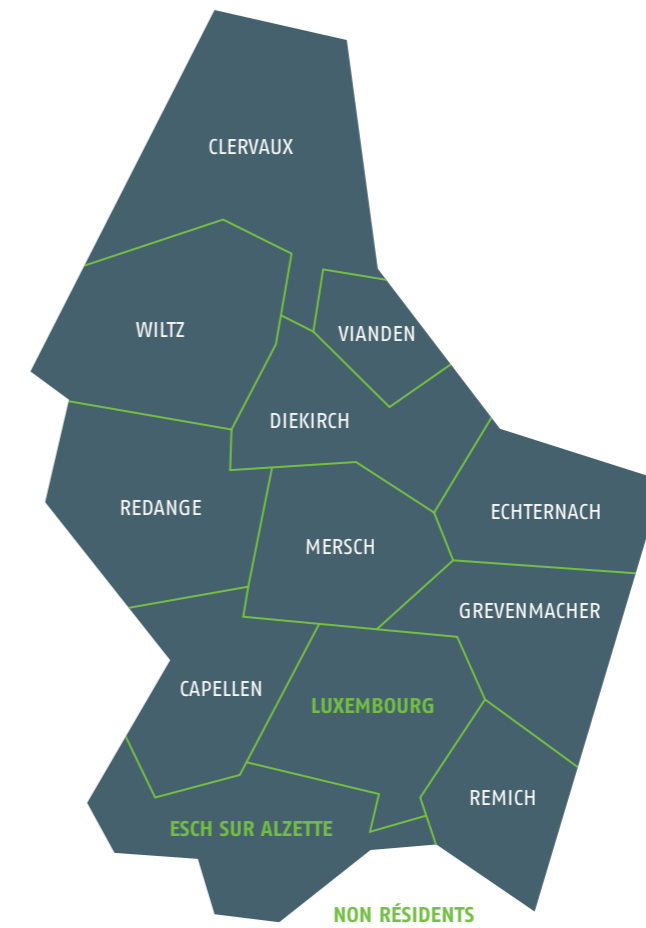 CLERVAUX
WILTZ
VIANDEN
DIEKIRCH
REDANGE
ECHTERNACH
MERSCH
GREVENMACHER
CAPELLEN
LUXEMBOURG
REMICH
ESCH SUR ALZETTE
NON RÉSIDENTS